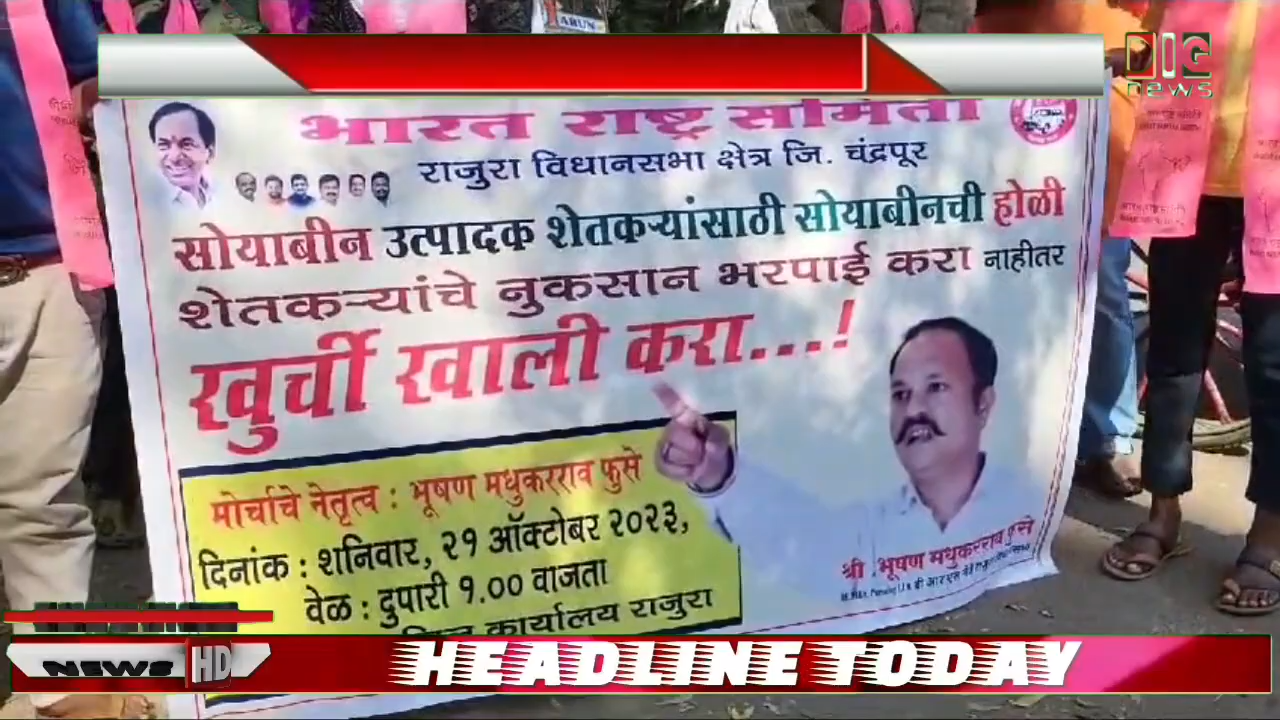 ARUN
DIG
news
भारत राष्ट्र समिती
राजुरा विधानसभा क्षेत्र जि. चंद्रपूर
सोयाबीन उत्पादक शेतकऱ्यांसाठी सोयाबीनची होळी
शेतकऱ्यांचे नुकसान भरपाई करा नाहीतर
खुर्ची खाली करा...!
मोर्चाचे नेतृत्व : भूषण मधुकरराव फुसे
दिनांक : शनिवार, २१ ऑक्टोबर २०२३,
वेळ : दुपारी १.०० वाजता
कार्यालय राजुरा
श्री . भूषण मधुकरराव फुसे
NEWS HD
HEADLINE TODAY